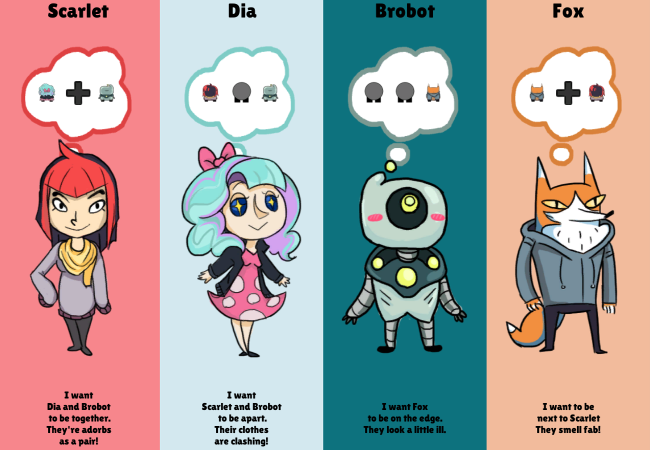 Scarlet
Dia
Brobot
Fox
I want
Dia and Brobot
to be together.
They're adorbs
as a pair!
I want
Scarlet and Brobot
to be apart.
Their clothes
are clashing!
I want Fox
to be on the edge.
They look a little ill.
I want to be
next to Scarlet
They smell fab!